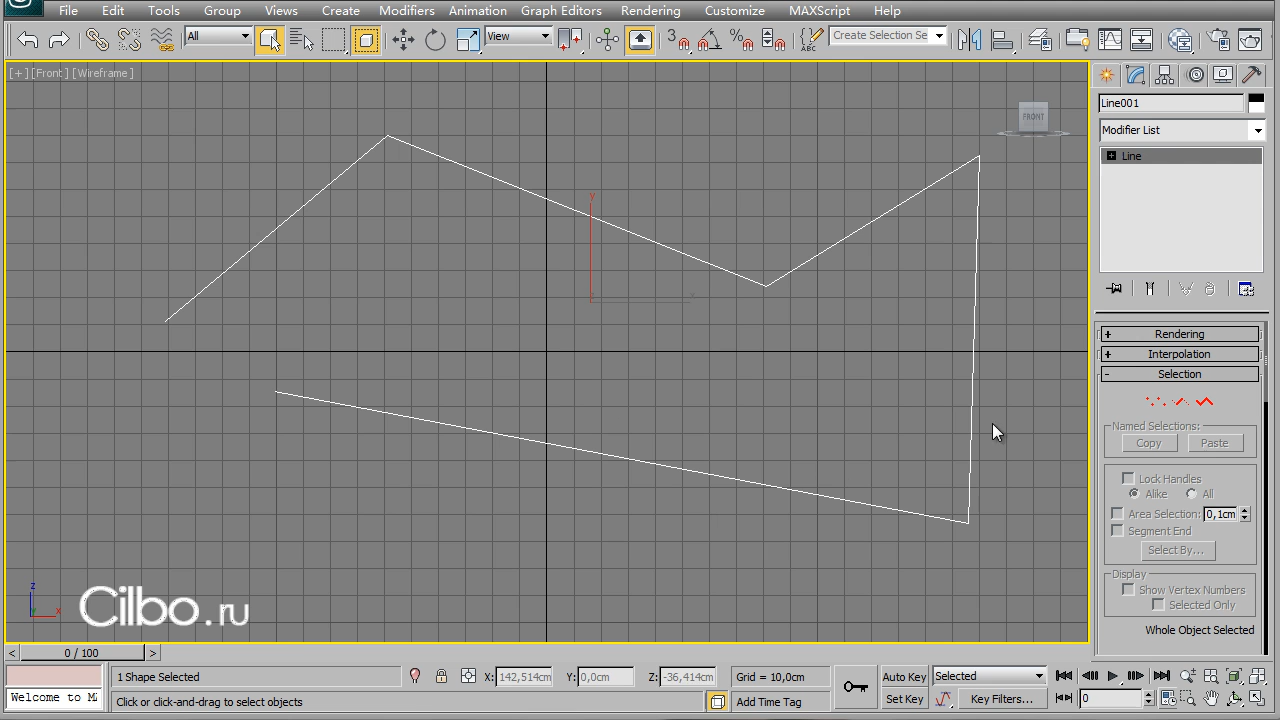 File Edit Tools Group Views Create Modifiers Animation Graph Editors Rendering Customize MAXScript Help
All View 3 % ABC Create Selection Se
[+][Front][Wireframe]
FRONT
Line001
Modifier List
Line
y
x
z
+ Rendering
+ Interpolation
- Selection
Named Selections:
Copy Paste
Lock Handles
Alike All
Area Selection: 0,1cm
Segment End
Select By...
Display
Show Vertex Numbers
Selected Only
Whole Object Selected
z
x
Cilbo.ru
< 0 / 100 >
1 Shape Selected X: 142,514cm Y: 0,0cm Z: -36,414cm Grid = 10,0cm Auto Key Selected
Welcome to M Click or click-and-drag to select objects Add Time Tag Set Key Key Filters... 0